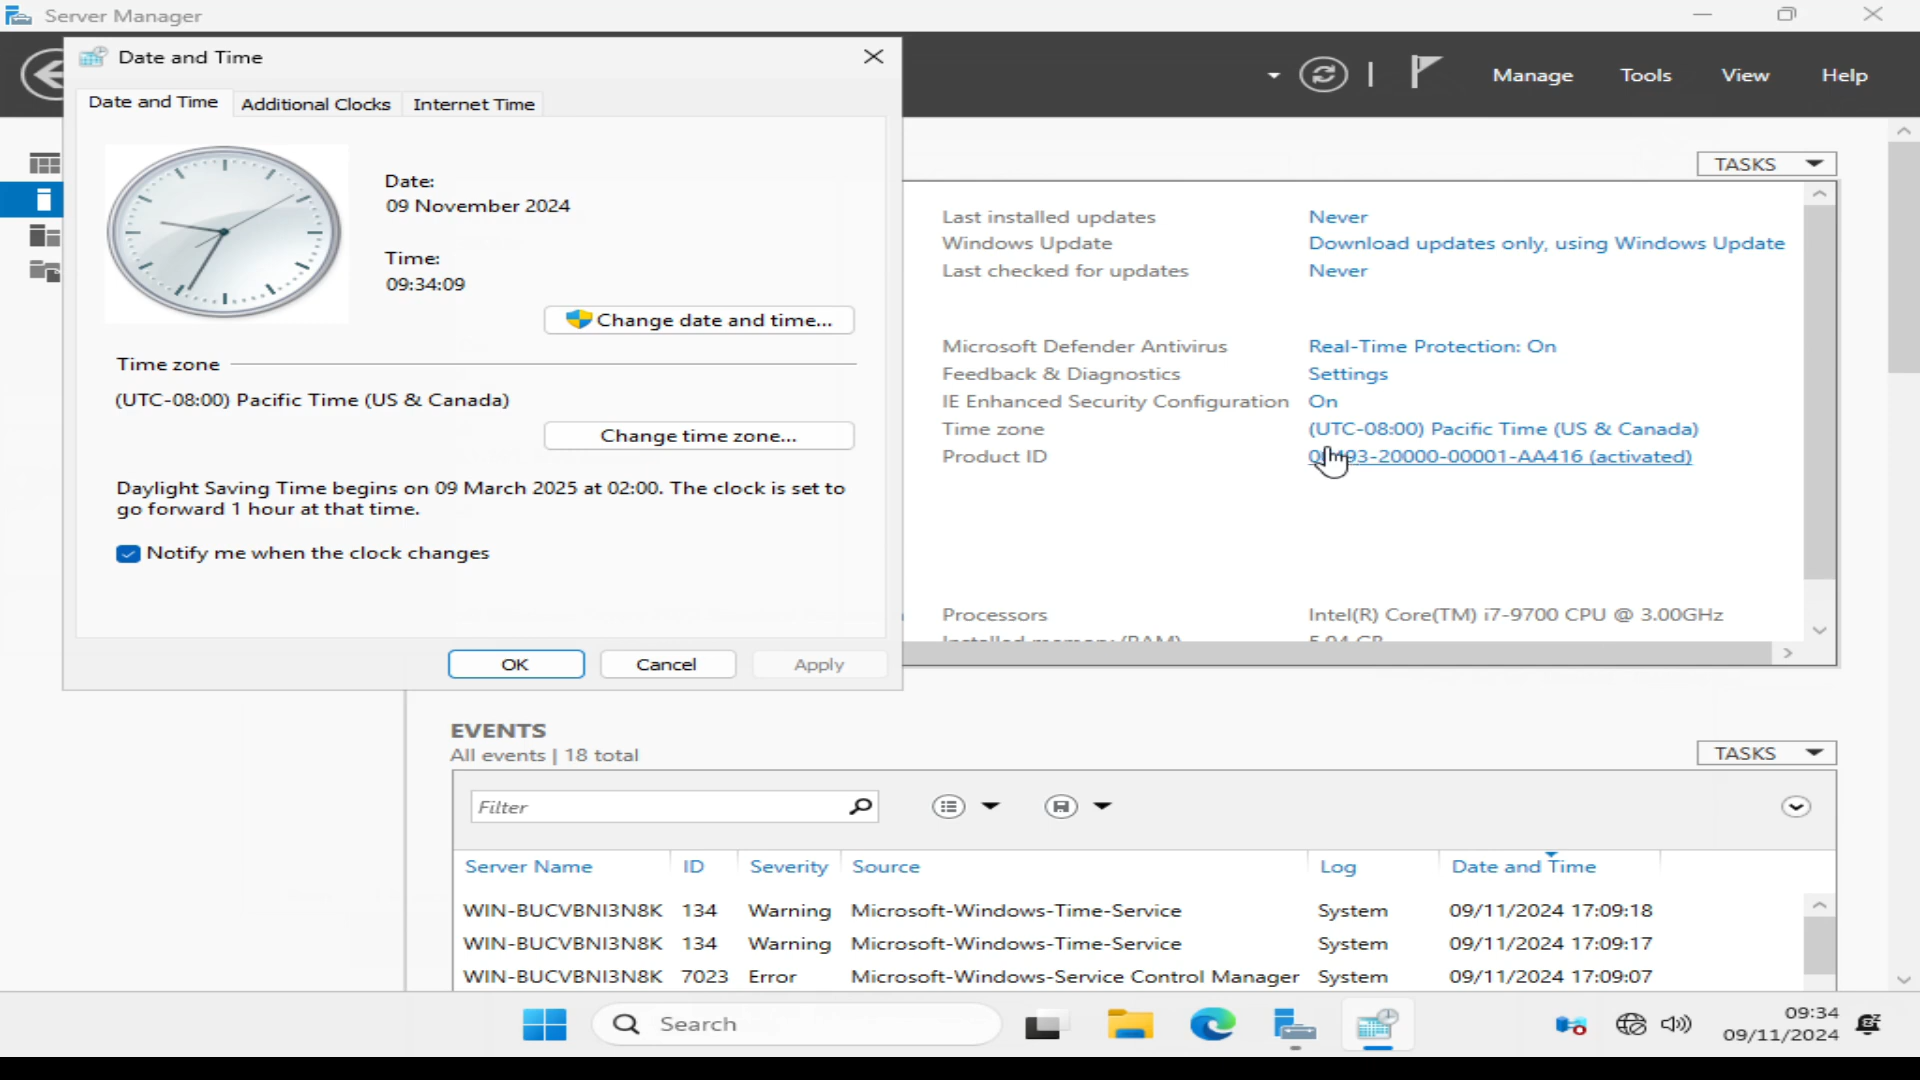 Server Manager
Manage Tools View Help
Date and Time
Date and Time Additional Clocks Internet Time
Date:
09 November 2024
Time:
09:34:09
Change date and time...
Time zone
(UTC-08:00) Pacific Time (US & Canada)
Change time zone...
Daylight Saving Time begins on 09 March 2025 at 02:00. The clock is set to
go forward 1 hour at that time.
Notify me when the clock changes
OK Cancel Apply
TASKS
Last installed updates Never
Windows Update Download updates only, using Windows Update
Last checked for updates Never
Microsoft Defender Antivirus Real-Time Protection: On
Feedback & Diagnostics Settings
IE Enhanced Security Configuration On
Time zone (UTC-08:00) Pacific Time (US & Canada)
Product ID (activated)
Processors Intel(R) Core(TM) i7-9700 CPU @ 3.00GHz
EVENTS
All events | 18 total
TASKS
Filter
Server Name ID Severity Source Log Date and Time
WIN-BUCVBNI3N8K 134 Warning Microsoft-Windows-Time-Service System 09/11/2024 17:09:18
WIN-BUCVBNI3N8K 134 Warning Microsoft-Windows-Time-Service System 09/11/2024 17:09:17
WIN-BUCVBNI3N8K 7023 Error Microsoft-Windows-Service Control Manager System 09/11/2024 17:09:07
Search
09:34
09/11/2024